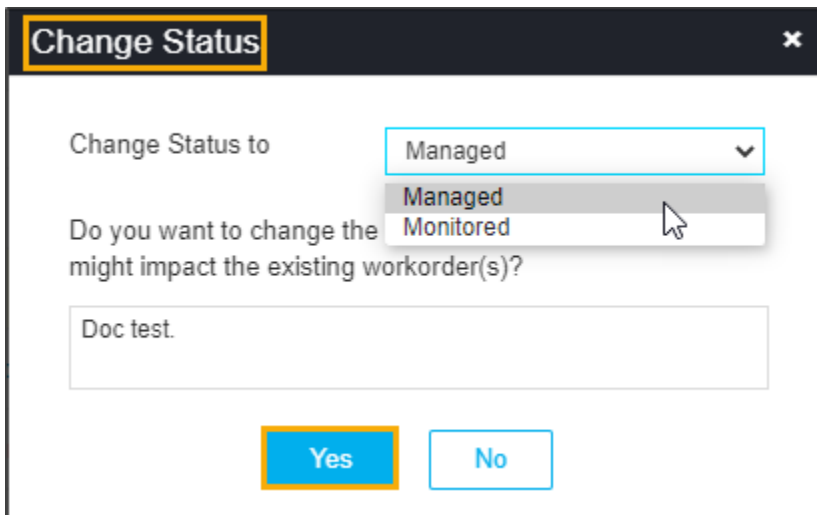 Change Status
Change Status to
Managed
Managed
Monitored
Do you want to change the
might impact the existing workorder(s)?
Doc test.
Yes
No